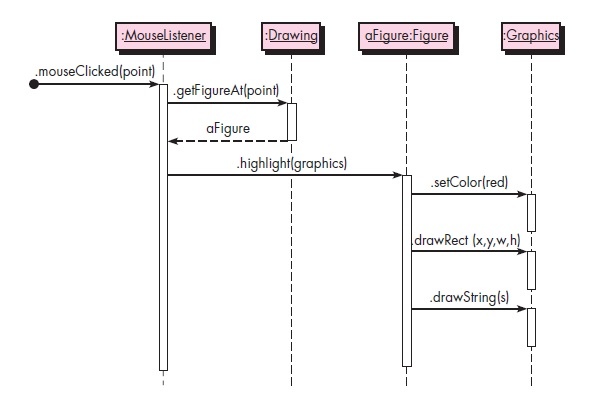 :MouseListener
:Drawing
aFigure:Figure
:Graphics
.mouseClicked(point)
.getFigureAt(point)
aFigure
.highlight(graphics)
.setColor(red)
.drawRect (x,y,w,h)
.drawString(s)